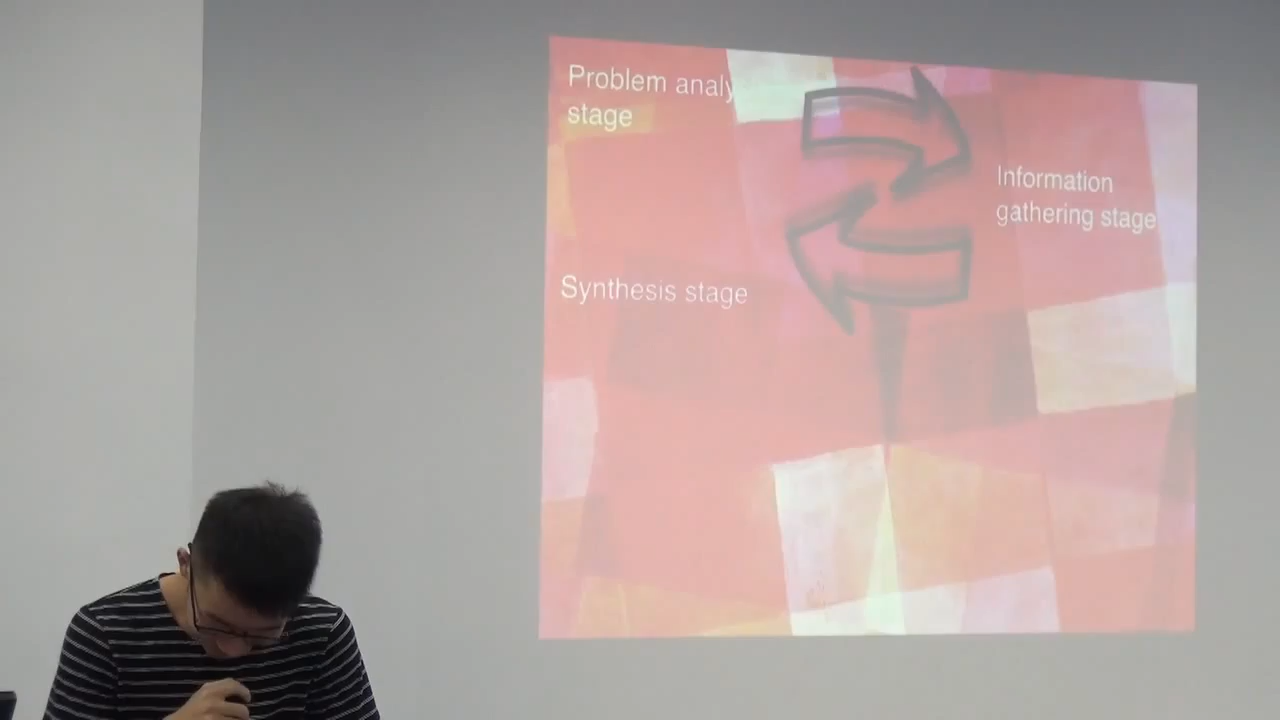 Problem analy
stage
Information
gathering stage
Synthesis stage